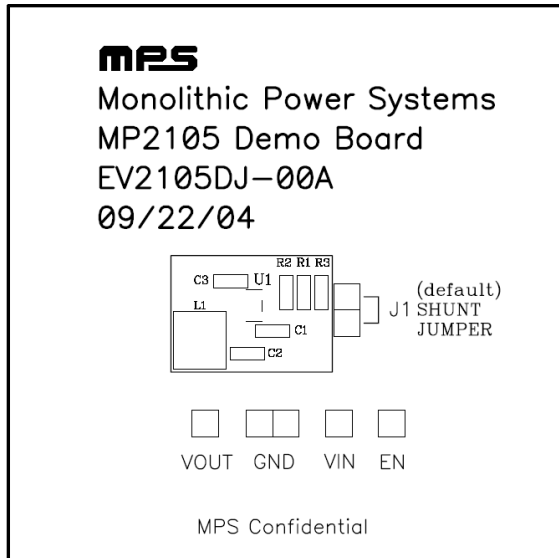 mps
Monolithic Power Systems
MP2105 Demo Board
EV2105DJ-00A
09/22/04
R2 R1 R3
C3 U1
L1
C1
C2
J1 (default)
SHUNT
JUMPER
VOUT GND VIN EN
MPS Confidential